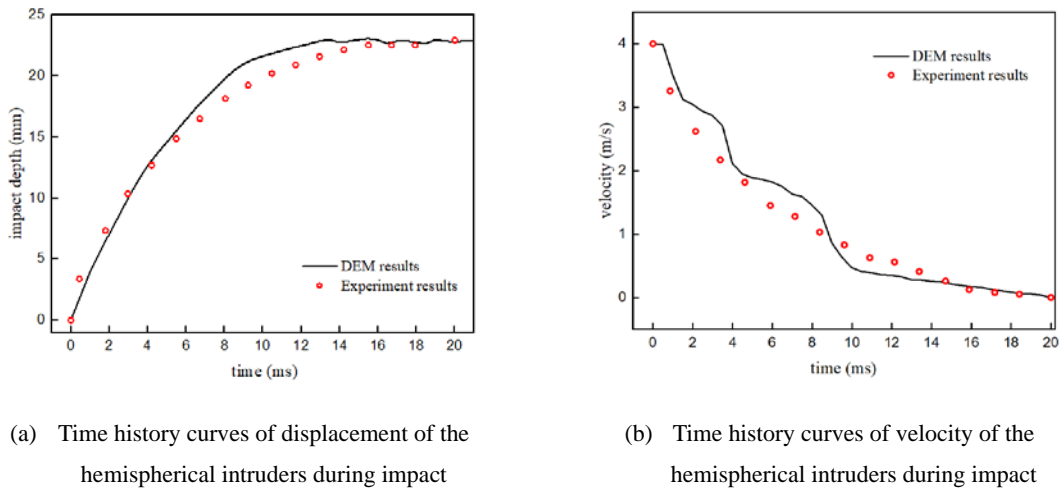 25
20
15
10
5
0
impact depth (mm)
DEM results
Experiment results
0 2 4 6 8 10 12 14 16 18 20
time (ms)
4
3
2
1
0
velocity (m/s)
DEM results
Experiment results
0 2 4 6 8 10 12 14 16 18 20
time (ms)
(a) Time history curves of displacement of the
hemispherical intruders during impact
(b) Time history curves of velocity of the
hemispherical intruders during impact